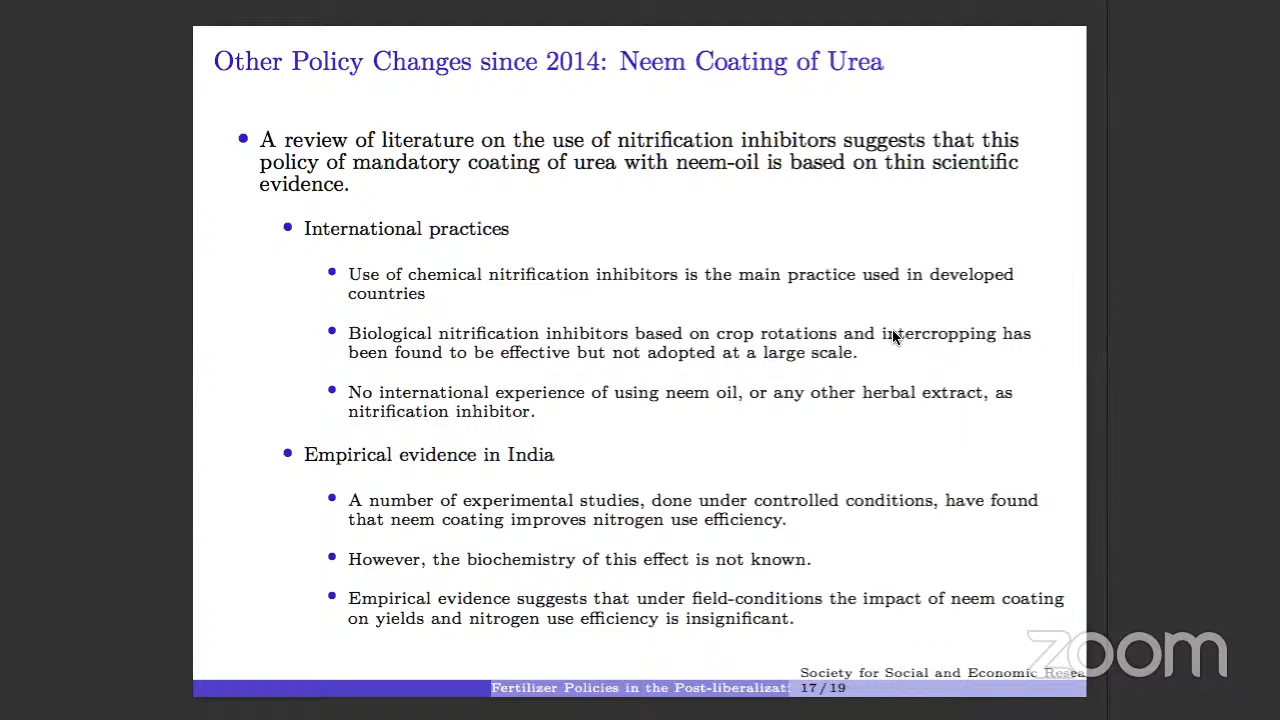 Other Policy Changes since 2014: Neem Coating of Urea
A review of literature on the use of nitrification inhibitors suggests that this
policy of mandatory coating of urea with neem-oil is based on thin scientific
evidence.
International practices
Use of chemical nitrification inhibitors is the main practice used in developed
countries
Biological nitrification inhibitors based on crop rotations and intercropping has
been found to be effective but not adopted at a large scale.
No international experience of using neem oil, or any other herbal extract, as
nitrification inhibitor.
Empirical evidence in India
A number of experimental studies, done under controlled conditions, have found
that neem coating improves nitrogen use efficiency.
However, the biochemistry of this effect is not known.
Empirical evidence suggests that under field-conditions the impact of neem coating
on yields and nitrogen use efficiency is insignificant.
zoom
Society for Social and Economic Resea
Fertilizer Policies in the Post-liberalizat 17/19